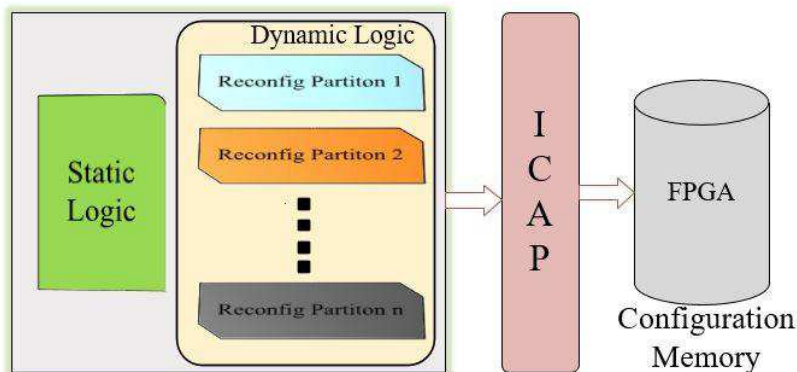 Dynamic Logic
Reconfig Partiton 1
Reconfig Partiton 2
Reconfig Partiton n
Static
Logic
I
C
A
P
FPGA
Configuration
Memory